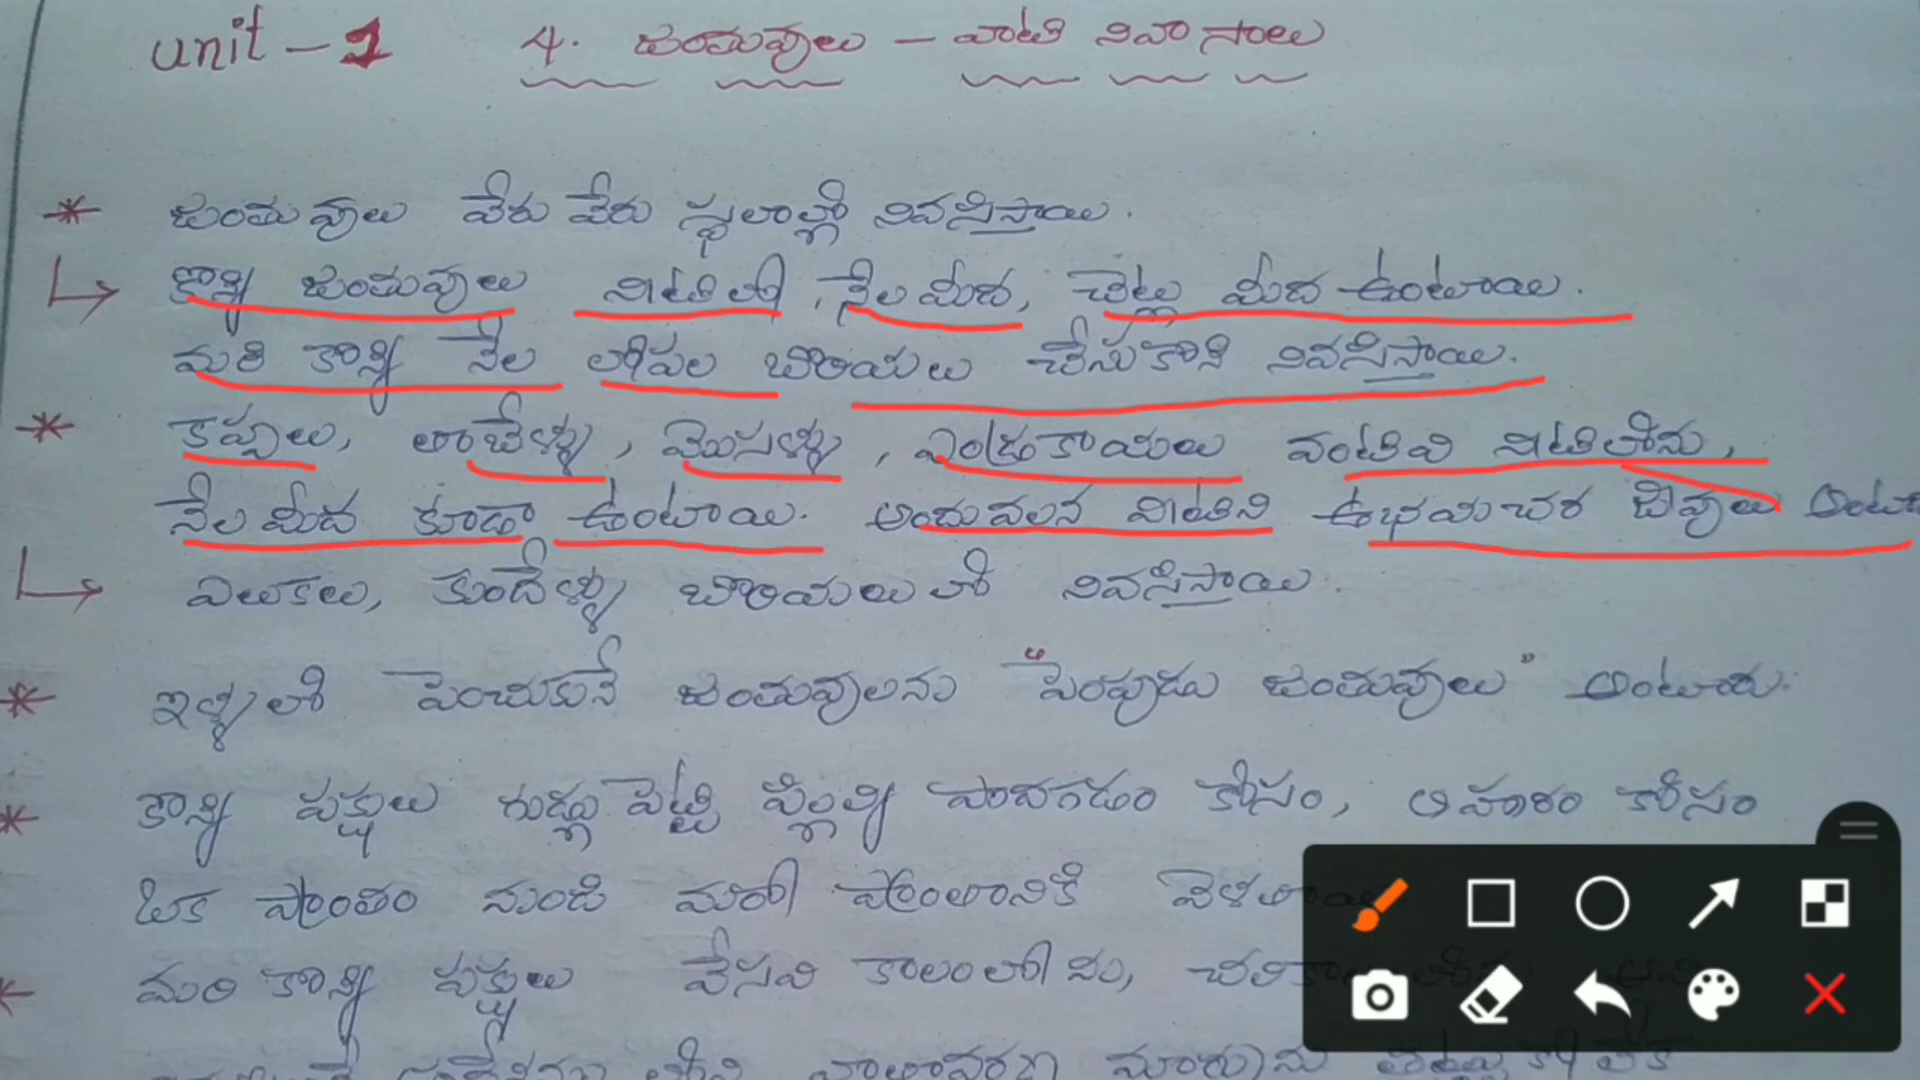 unit - 1 4. జంతువులు - వాటి నివాసాలు
* జంతువులు వేరు వేరు స్థలాల్లో నివసిస్తాయి.
↳ కొన్ని జంతువులు నీటిలో, నేల మీద, చెట్ల మీద ఉంటాయి.
మరి కొన్ని నేల లోపల బొరియలు చేసుకొని నివసిస్తాయి.
* కప్పలు, తాబేళ్ళు, మొసళ్ళు, ఎండ్రకాయలు వంటివి నీటిలోను,
నేల మీద కూడా ఉంటాయి. అందువలన వీటిని ఉభయచర జీవులు
↳ ఎలుకలు, కుందేళ్ళు బొరియలులో నివసిస్తాయి.
* ఇళ్ళలో పెంచుకునే జంతువులను "పెంపుడు జంతువులు" అంటారు.
* కొన్ని పక్షులు గుడ్లు పెట్టి పిల్లల్ని పొదగడం కోసం, ఆహారం కోసం
ఒక ప్రాంతం నుండి మరో ప్రాంతానికి
మరి కొన్ని పక్షులు వేసవి కాలంలోను,